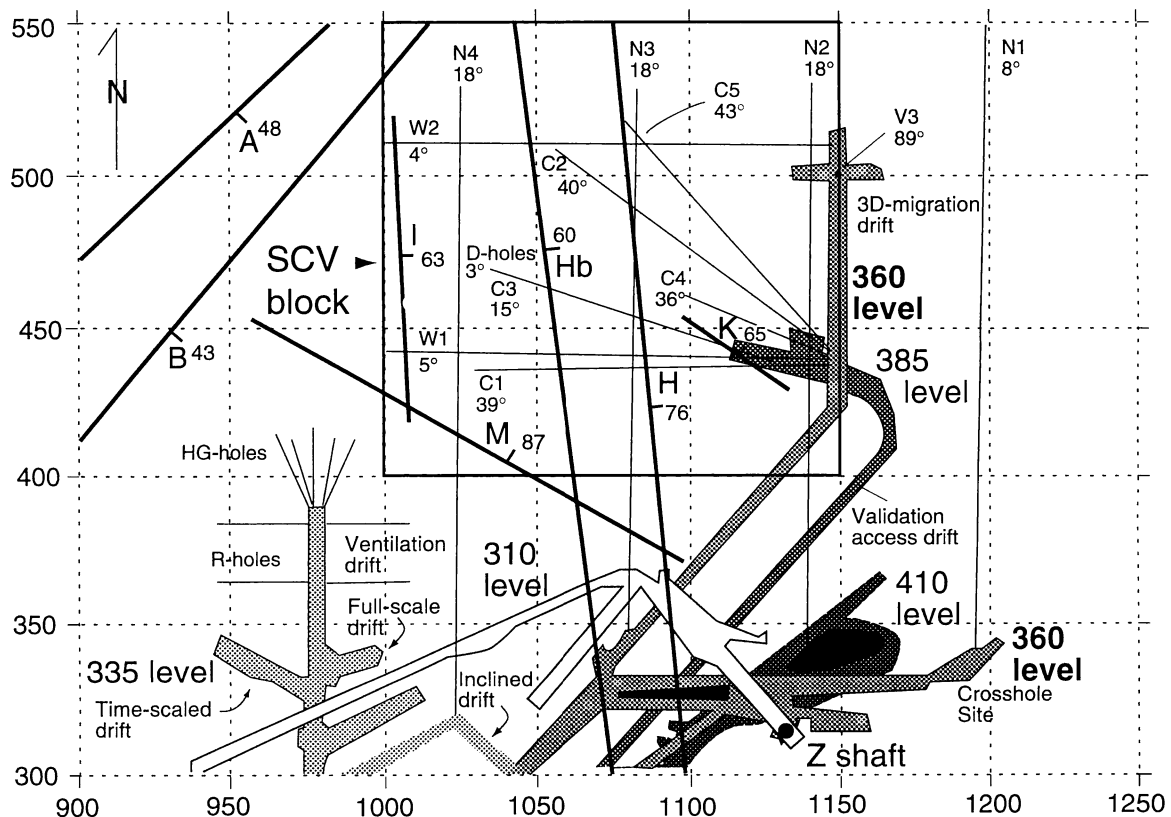 550
500
450
400
350
300
900
950
1000
1050
1100
1150
1200
1250
N
A 48
B 43
SCV
block
N4
18°
N3
18°
N2
18°
N1
8°
W2
4°
C5
43°
C2
40°
V3
89°
3D-migration
drift
I
63
60
Hb
D-holes
3°
C3
15°
C4
36°
K 65
360
level
385
level
W1
5°
C1
39°
H
76
M 87
HG-holes
R-holes
Ventilation
drift
Full-scale
drift
310
level
Validation
access drift
410
level
360
level
335 level
Time-scaled
drift
Inclined
drift
Crosshole
Site
Z shaft